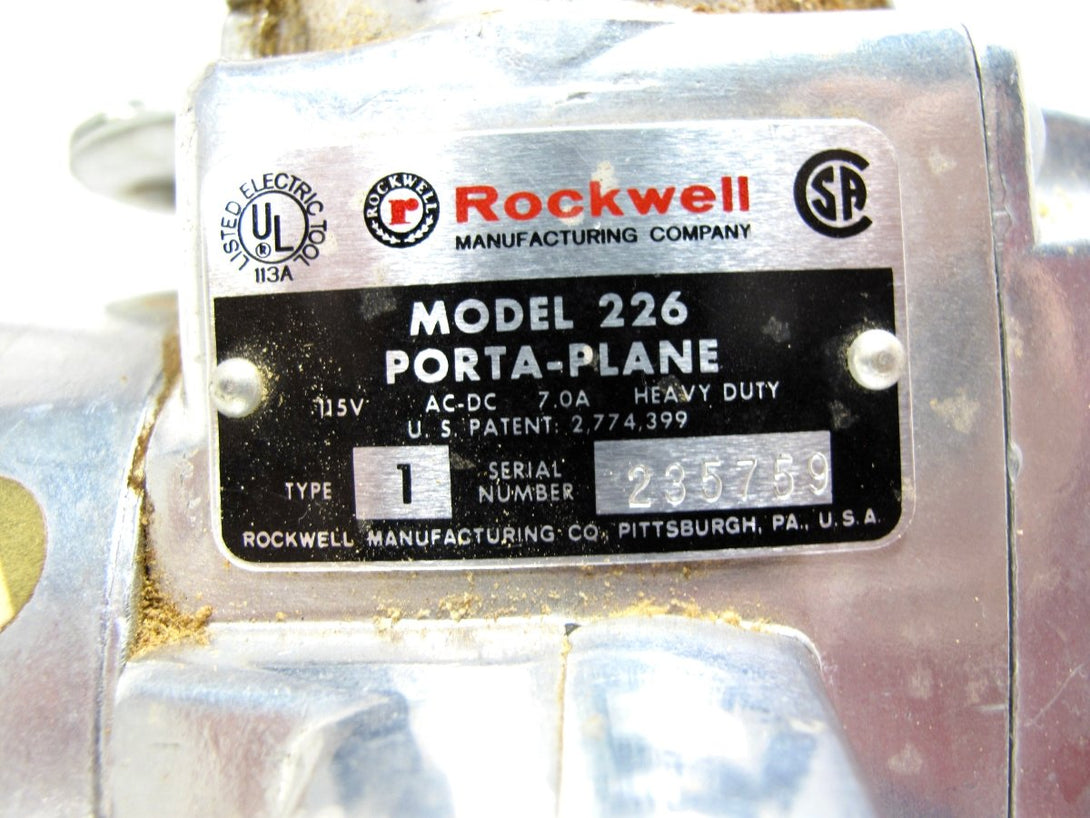 LISTED ELECTRIC TOOL
UL
®
113A
ROCKWELL
r
Rockwell
MANUFACTURING COMPANY
CSA
MODEL 226
PORTA-PLANE
115V AC-DC 7.0A HEAVY DUTY
U. S. PATENT: 2,774,399
TYPE 1 SERIAL NUMBER 235759
ROCKWELL MANUFACTURING CO. PITTSBURGH, PA., U.S.A.